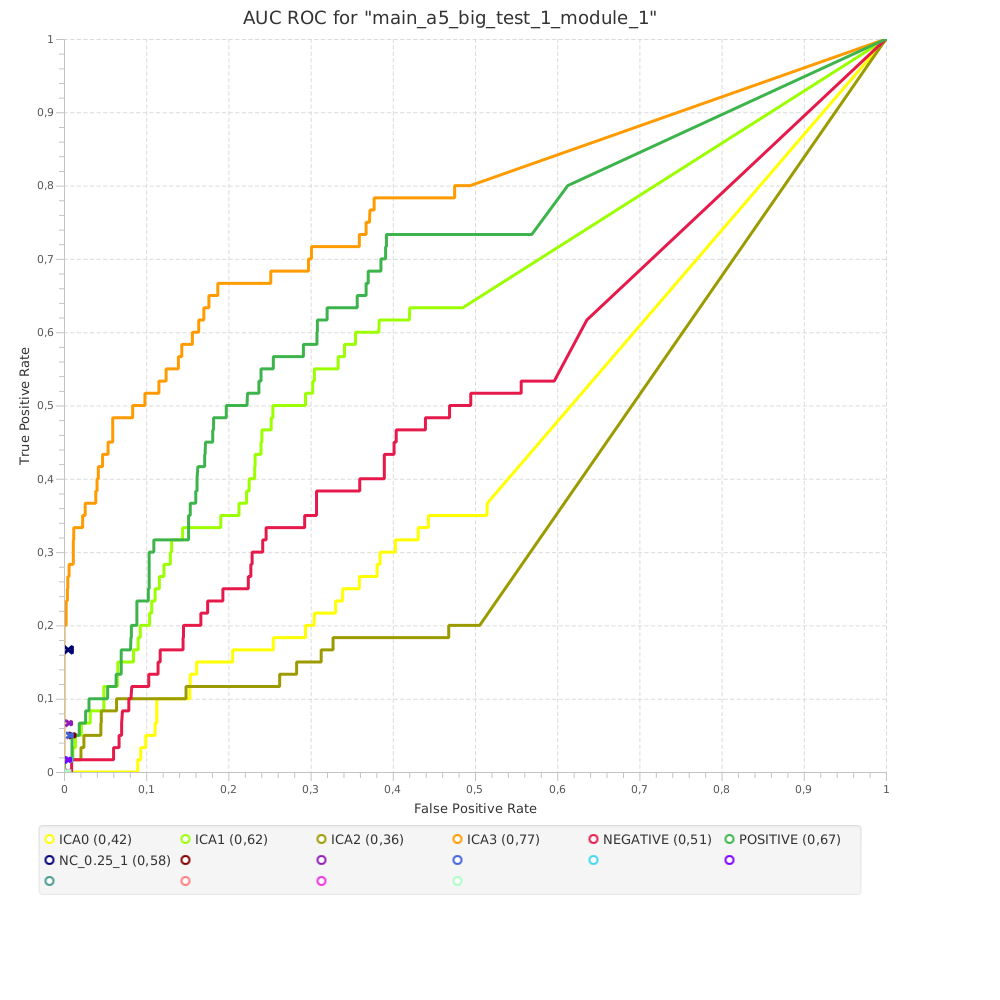 AUC ROC for "main_a5_big_test_1_module_1"
1
0,9
0,8
0,7
0,6
0,5
0,4
0,3
0,2
0,1
0
True Positive Rate
0 0,1 0,2 0,3 0,4 0,5 0,6 0,7 0,8 0,9 1
False Positive Rate
ICA0 (0,42) ICA1 (0,62) ICA2 (0,36) ICA3 (0,77) NEGATIVE (0,51) POSITIVE (0,67)
NC_0.25_1 (0,58)